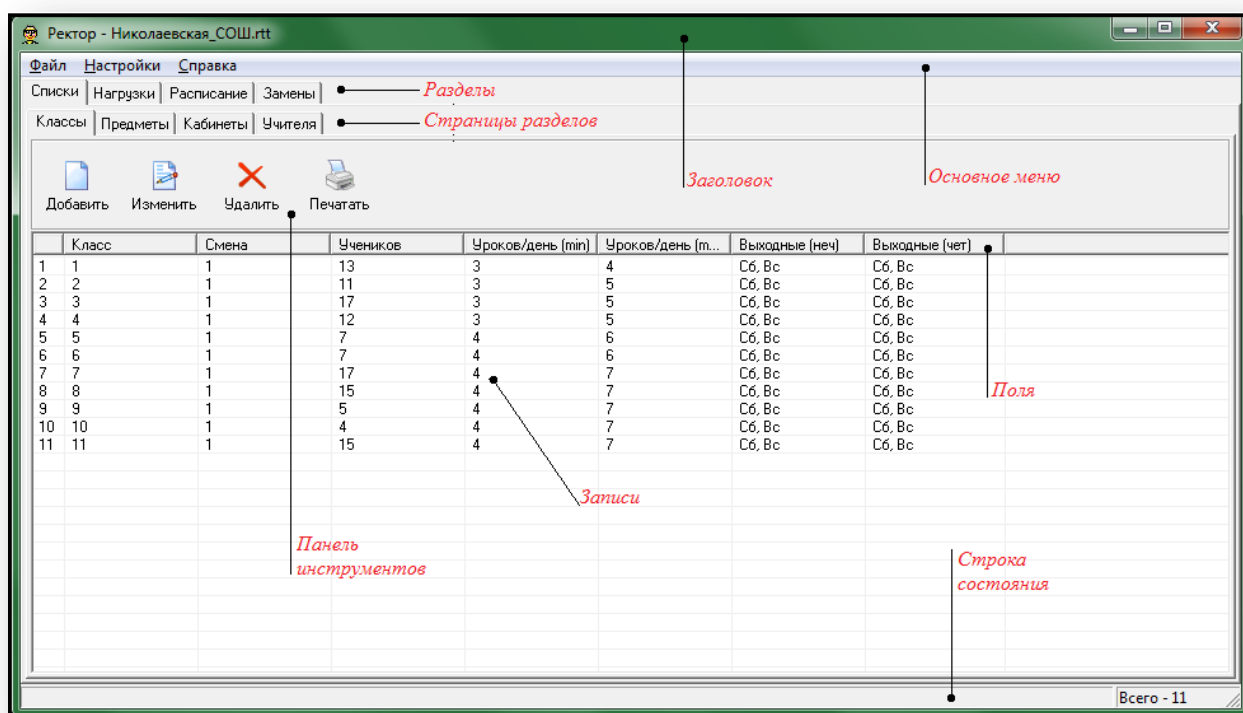 Ректор - Николаевская_СОШ.rtt
Файл Настройки Справка
Списки Нагрузки Расписание Замены Разделы
Классы Предметы Кабинеты Учителя Страницы разделов
Заголовок Основное меню
Добавить Изменить Удалить Печатать
Класс Смена Учеников Уроков/день (min) Уроков/день (m... Выходные (неч) Выходные (чет)
1 1 1 13 3 4 Сб, Вс Сб, Вс
2 2 1 11 3 5 Сб, Вс Сб, Вс
3 3 1 17 3 5 Сб, Вс Сб, Вс
4 4 1 12 3 5 Сб, Вс Сб, Вс
5 5 1 7 4 6 Сб, Вс Сб, Вс
6 6 1 7 4 6 Сб, Вс Сб, Вс
7 7 1 17 4 7 Сб, Вс Сб, Вс
8 8 1 15 4 7 Сб, Вс Сб, Вс
Поля
9 9 1 5 4 7 Сб, Вс Сб, Вс
10 10 1 4 4 7 Сб, Вс Сб, Вс
11 11 1 15 4 7 Сб, Вс Сб, Вс
Записи
Панель
инструментов
Строка
состояния
Всего - 11